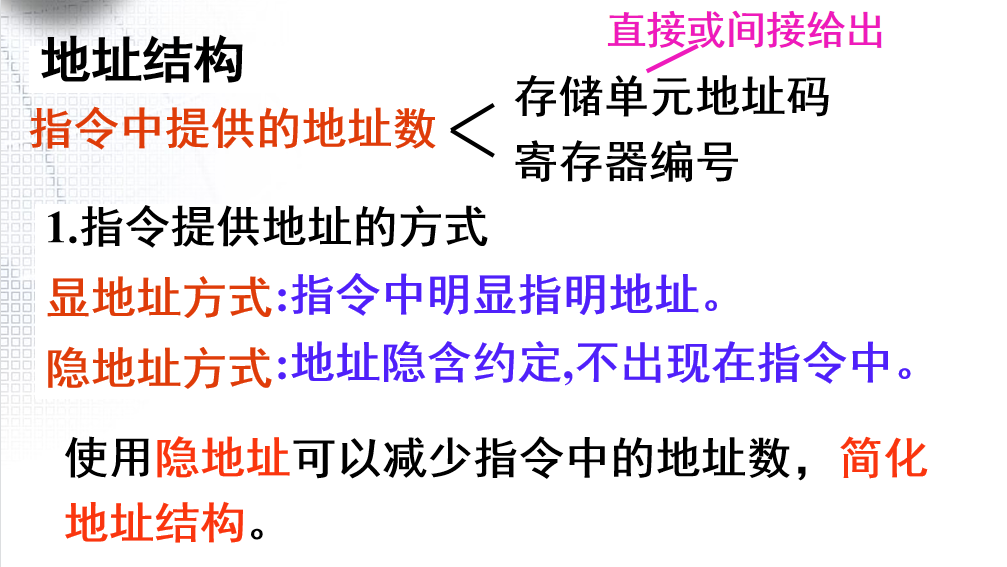 直接或间接给出
地址结构
存储单元地址码
指令中提供的地址数
寄存器编号
1.指令提供地址的方式
显地址方式:指令中明显指明地址。
隐地址方式:地址隐含约定,不出现在指令中。
使用隐地址可以减少指令中的地址数，简化
地址结构。